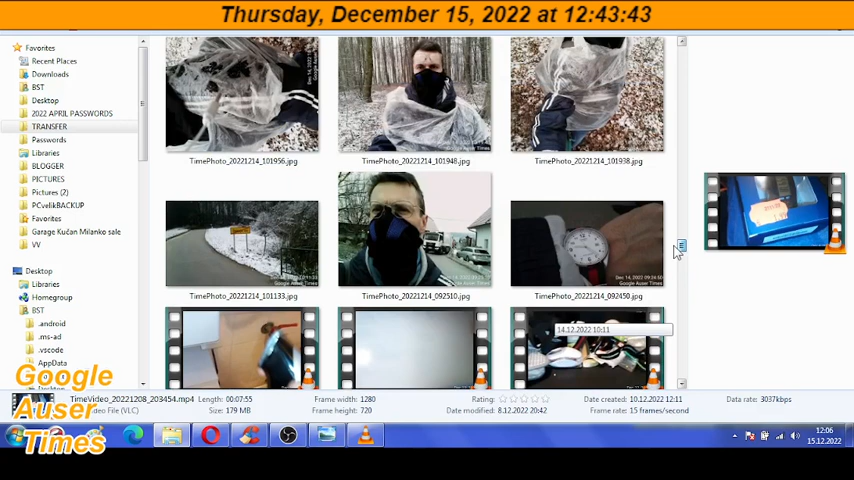 Thursday, December 15, 2022 at 12:43:43
Favorites
Recent Places
Downloads
BST
Desktop
2022 APRIL PASSWORDS
TRANSFER
Passwords
Libraries
BLOGGER
PICTURES
Pictures (2)
PCvelikBACKUP
Favorites
Garage Kućan Milanko sale
VV
Desktop
Libraries
Homegroup
BST
.android
.ms-ad
.vscode
AppData
TimePhoto_20221214_101956.jpg
TimePhoto_20221214_101948.jpg
TimePhoto_20221214_101938.jpg
TimePhoto_20221214_101133.jpg
TimePhoto_20221214_092510.jpg
TimePhoto_20221214_092450.jpg
14.12.2022 10:11
TimeVideo_20221208_203454.mp4
Length: 00:07:55
Frame width: 1280
Rating:
Date created: 10.12.2022 12:11
Data rate: 3037kbps
Video File (VLC)
Size: 179 MB
Frame height: 720
Date modified: 8.12.2022 20:42
Frame rate: 15 frames/second
Google
Auser
Times
12:06
15.12.2022